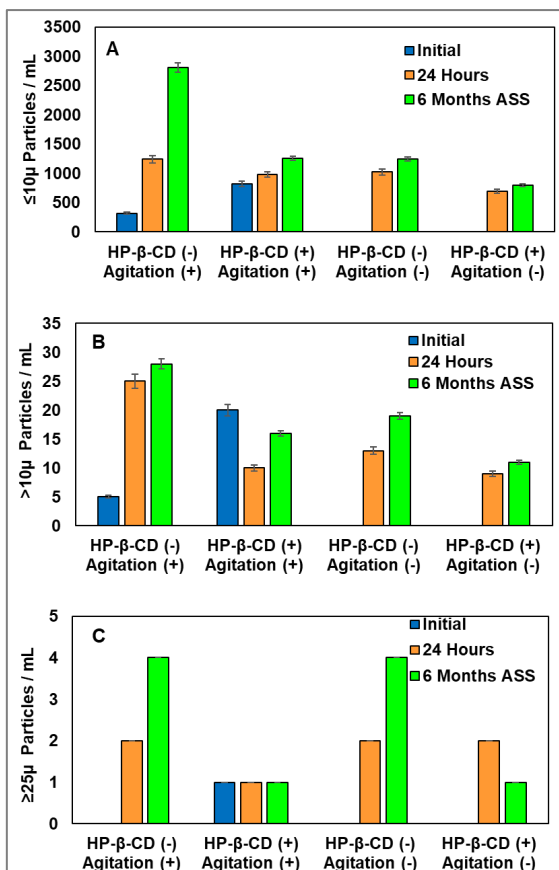 A
Initial
24 Hours
6 Months ASS
≤10µ Particles / mL
3500
3000
2500
2000
1500
1000
500
0
HP-β-CD (-) HP-β-CD (+) HP-β-CD (-) HP-β-CD (+)
Agitation (+) Agitation (+) Agitation (-) Agitation (-)
B
Initial
24 Hours
6 Months ASS
>10µ Particles / mL
35
30
25
20
15
10
5
0
HP-β-CD (-) HP-β-CD (+) HP-β-CD (-) HP-β-CD (+)
Agitation (+) Agitation (+) Agitation (-) Agitation (-)
C
Initial
24 Hours
6 Months ASS
≥25µ Particles / mL
5
4
3
2
1
0
HP-β-CD (-) HP-β-CD (+) HP-β-CD (-) HP-β-CD (+)
Agitation (+) Agitation (+) Agitation (-) Agitation (-)